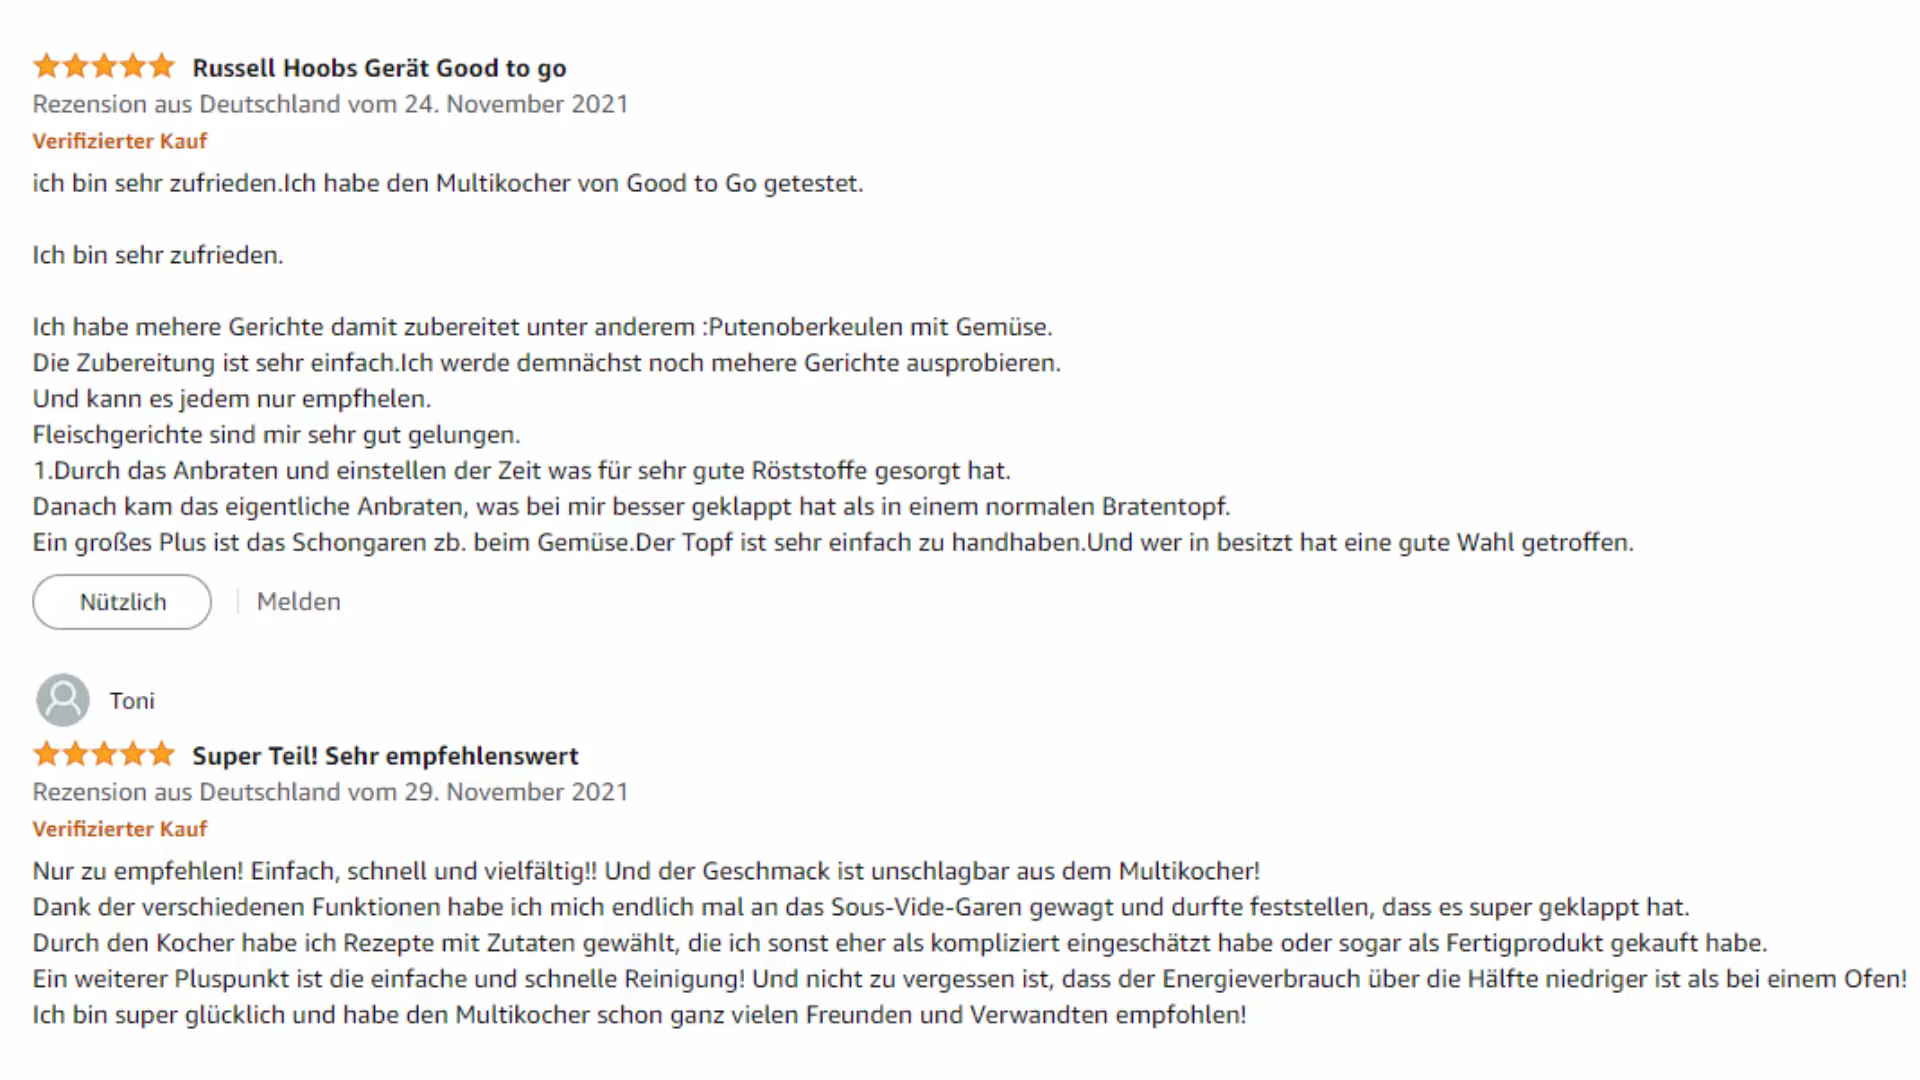 Russell Hoobs Gerät Good to go
Rezension aus Deutschland vom 24. November 2021
Verifizierter Kauf
ich bin sehr zufrieden.Ich habe den Multikocher von Good to Go getestet.
Ich bin sehr zufrieden.
Ich habe mehere Gerichte damit zubereitet unter anderem :Putenoberkeulen mit Gemüse.
Die Zubereitung ist sehr einfach.Ich werde demnächst noch mehere Gerichte ausprobieren.
Und kann es jedem nur empfhelen.
Fleischgerichte sind mir sehr gut gelungen.
1.Durch das Anbraten und einstellen der Zeit was für sehr gute Röststoffe gesorgt hat.
Danach kam das eigentliche Anbraten, was bei mir besser geklappt hat als in einem normalen Bratentopf.
Ein großes Plus ist das Schongaren zb. beim Gemüse.Der Topf ist sehr einfach zu handhaben.Und wer in besitzt hat eine gute Wahl getroffen.
Nützlich | Melden
Toni
Super Teil! Sehr empfehlenswert
Rezension aus Deutschland vom 29. November 2021
Verifizierter Kauf
Nur zu empfehlen! Einfach, schnell und vielfältig!! Und der Geschmack ist unschlagbar aus dem Multikocher!
Dank der verschiedenen Funktionen habe ich mich endlich mal an das Sous-Vide-Garen gewagt und durfte feststellen, dass es super geklappt hat.
Durch den Kocher habe ich Rezepte mit Zutaten gewählt, die ich sonst eher als kompliziert eingeschätzt habe oder sogar als Fertigprodukt gekauft habe.
Ein weiterer Pluspunkt ist die einfache und schnelle Reinigung! Und nicht zu vergessen ist, dass der Energieverbrauch über die Hälfte niedriger ist als bei einem Ofen!
Ich bin super glücklich und habe den Multikocher schon ganz vielen Freunden und Verwandten empfohlen!